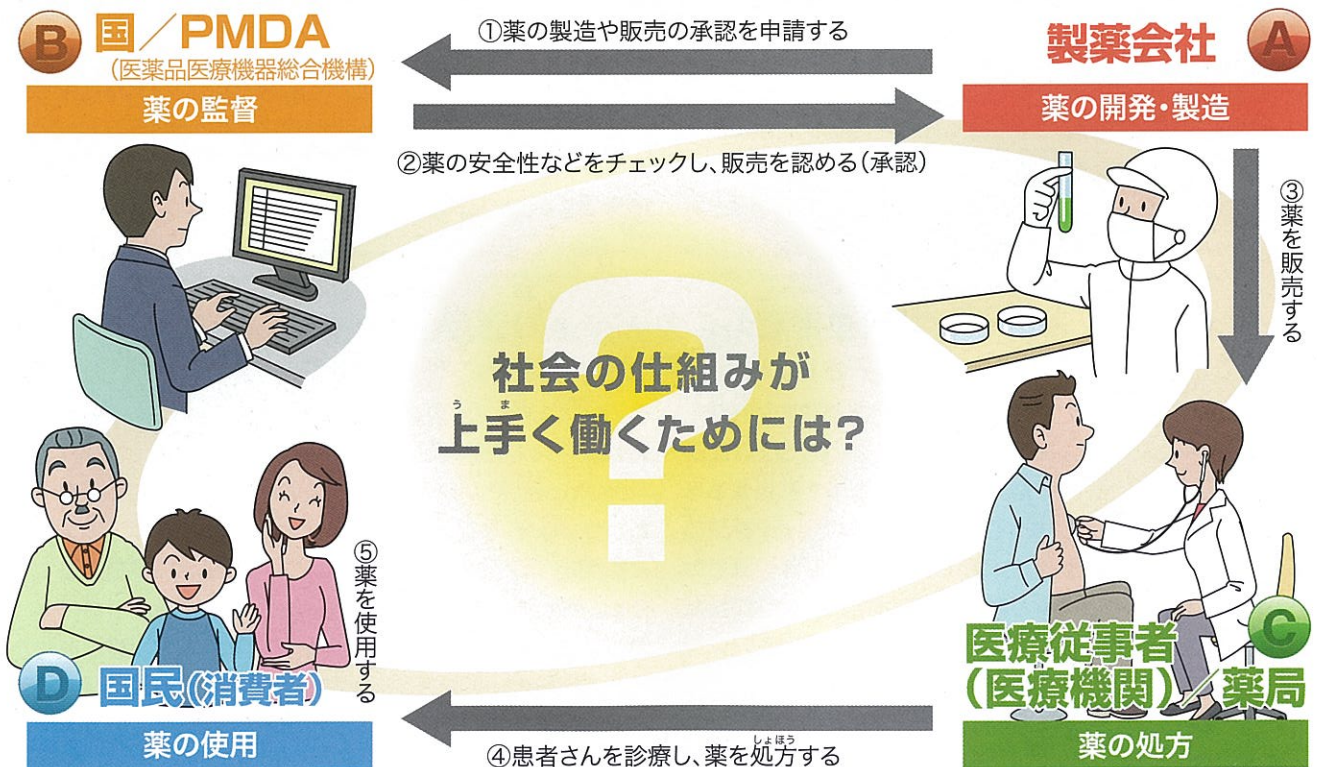 B 国／PMDA
（医薬品医療機器総合機構）
薬の監督
①薬の製造や販売の承認を申請する
製薬会社 A
薬の開発・製造
②薬の安全性などをチェックし、販売を認める（承認）
③薬を販売する
社会の仕組みが
うま
上手く働くためには?
?
⑤薬を使用する
D 国民（消費者）
薬の使用
医療従事者 C
（医療機関）／薬局
薬の処方
しょほう
④患者さんを診療し、薬を処方する